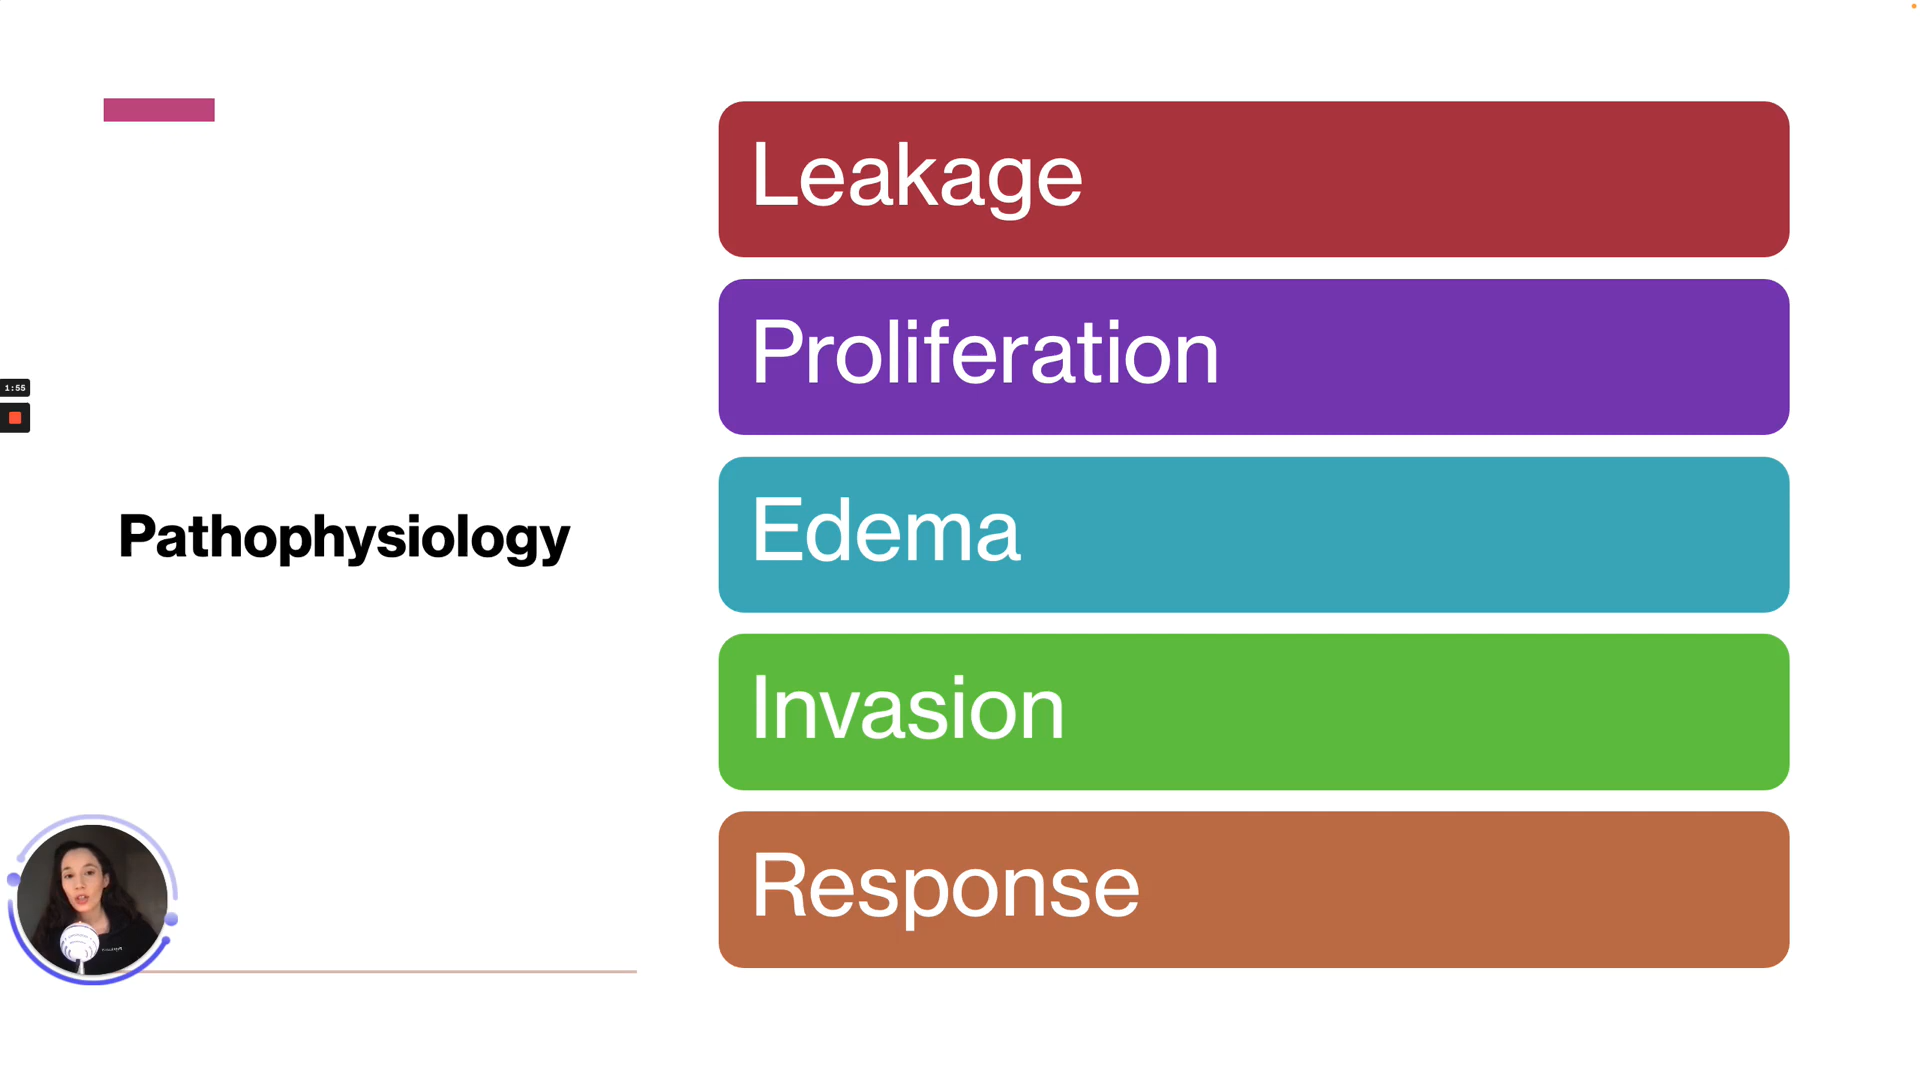 Leakage
Proliferation
1:55
Edema
Pathophysiology
Invasion
Response